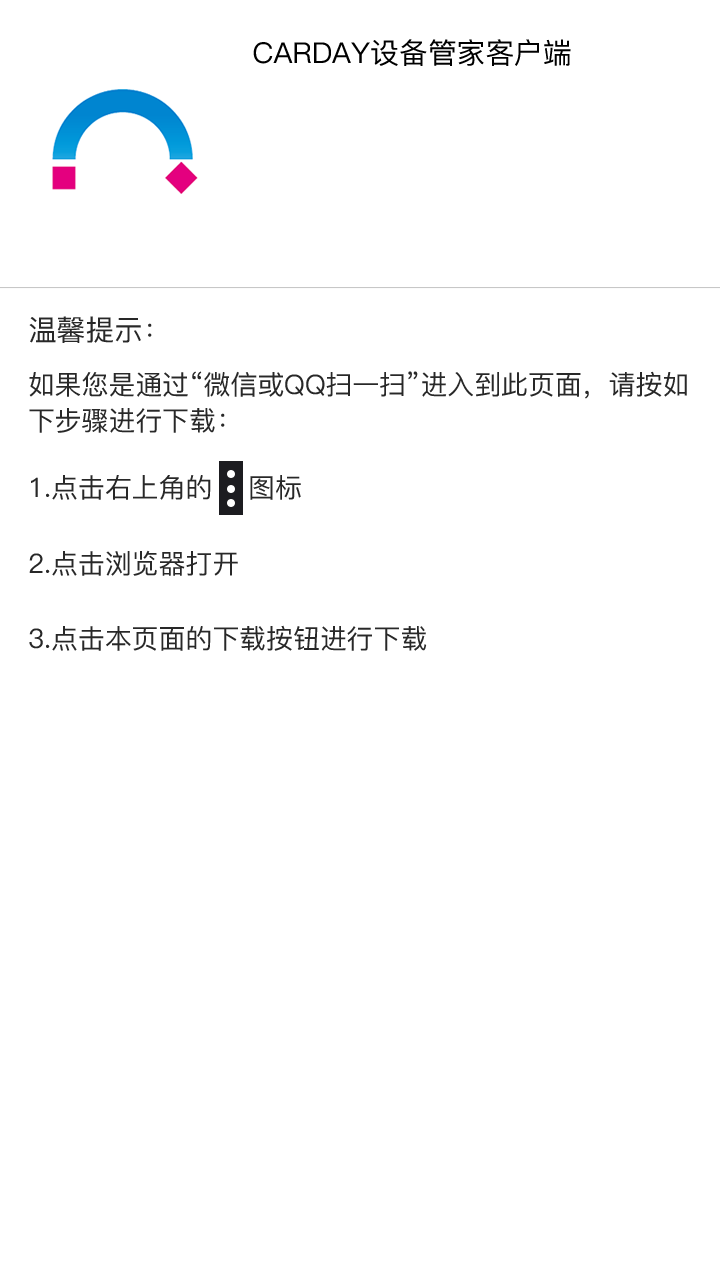 CARDAY设备管家客户端
温馨提示：
如果您是通过“微信或QQ扫一扫”进入到此页面，请按如
下步骤进行下载：
1.点击右上角的图标
2.点击浏览器打开
3.点击本页面的下载按钮进行下载